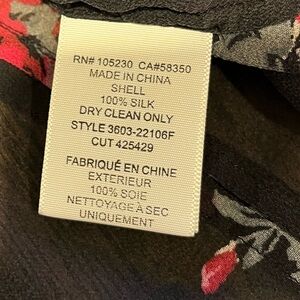 RN# 105230 CA#58350
MADE IN CHINA
SHELL
100% SILK
DRY CLEAN ONLY
STYLE 3603-22106F
CUT 425429
FABRIQUÉ EN CHINE
EXTERIEUR
100% SOIE
NETTOYAGE À SEC
UNIQUEMENT